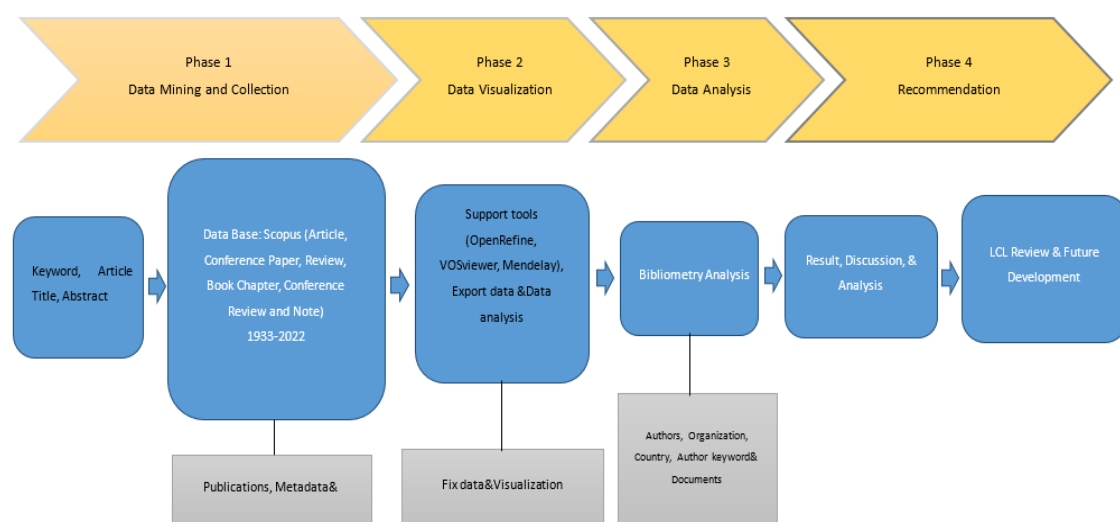 Phase 1
Data Mining and Collection
Phase 2
Data Visualization
Phase 3
Data Analysis
Phase 4
Recommendation
Keyword, Article
Title, Abstract
Data Base: Scopus (Article,
Conference Paper, Review,
Book Chapter, Conference
Review and Note)
1933-2022
Support tools
(OpenRefine,
VOSviewer, Mendelay),
Export data &Data
analysis
Bibliometry Analysis
Result, Discussion, &
Analysis
LCL Review & Future
Development
Publications, Metadata&
Fix data&Visualization
Authors, Organization,
Country, Author keyword&
Documents